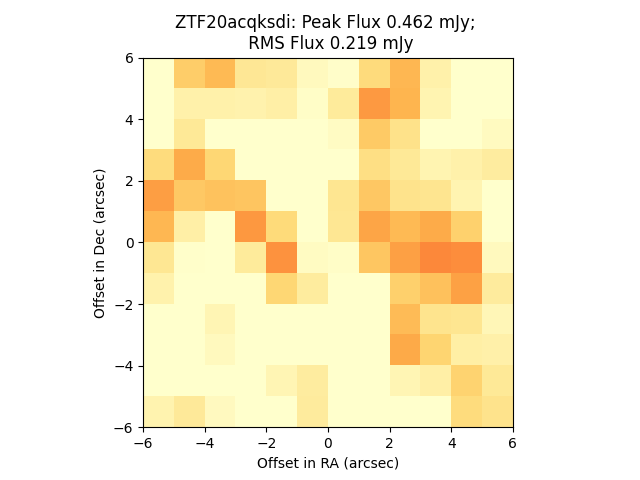 ZTF20acqksdi: Peak Flux 0.462 mJy;
RMS Flux 0.219 mJy
6
4
2
0
−2
−4
−6
Offset in Dec (arcsec)
−6 −4 −2 0 2 4 6
Offset in RA (arcsec)